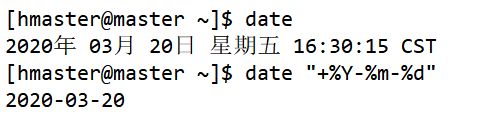 [hmaster@master ~]$ date
2020年 03月 20日 星期五 16:30:15 CST
[hmaster@master ~]$ date "+%Y-%m-%d"
2020-03-20